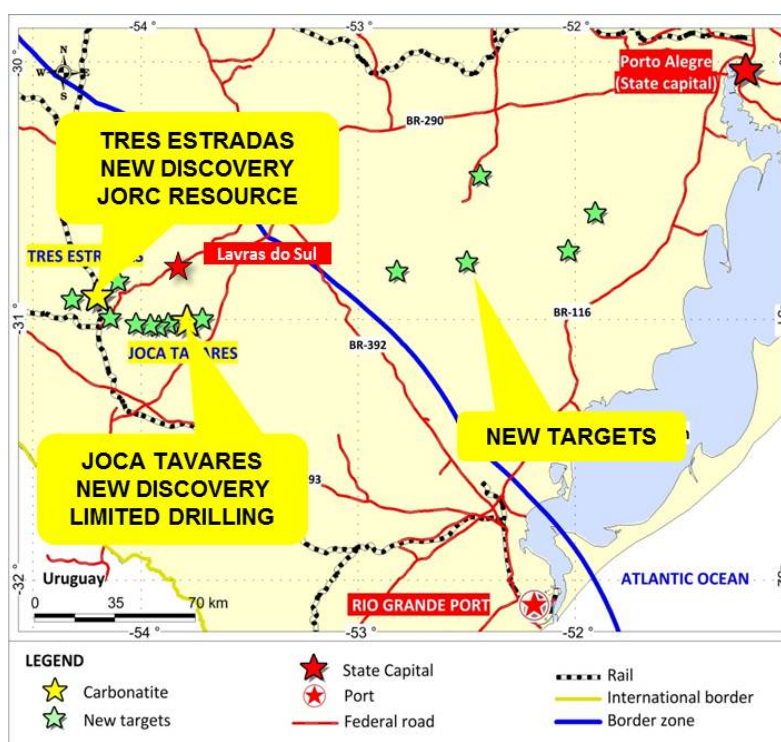 -54
-53
-52
-30
Porto Alegre
(State capital)
N
W E
S
BR-290
TRES ESTRADAS
NEW DISCOVERY
JORC RESOURCE
Lavras do Sul
-31
JOCA TAVARES
BR-116
BR-392
NEW TARGETS
JOCA TAVARES
NEW DISCOVERY
LIMITED DRILLING
93
-32
Uruguay
ATLANTIC OCEAN
0 35 70 km
RIO GRANDE PORT
-54 °
-53 °
-52 °
LEGEND
Carbonatite
New targets
State Capital
Port
Federal road
Rail
International border
Border zone